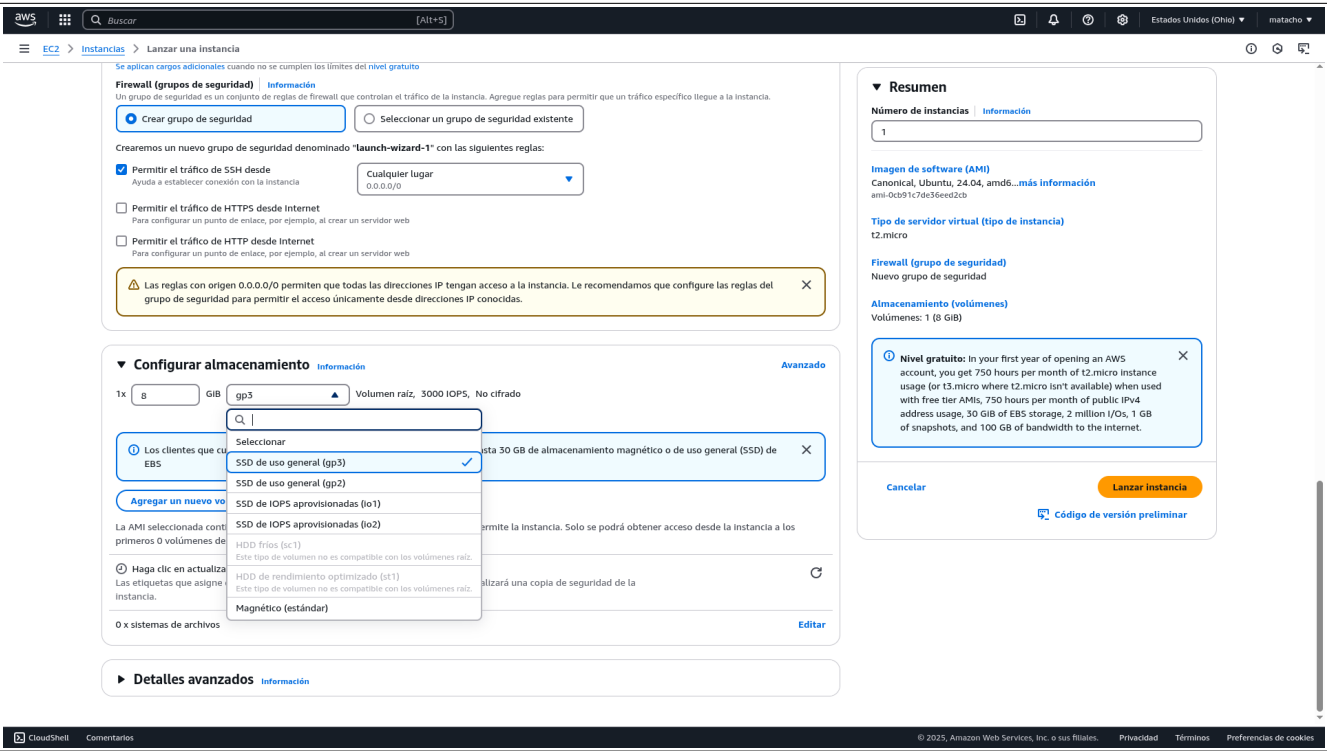 aws
Buscar
[Alt+S]
Estados Unidos (Ohio)
matacho
EC2 > Instancias > Lanzar una instancia
Se aplican cargos adicionales cuando no se cumplen los límites del nivel gratuito
Firewall (grupos de seguridad) | Información
Un grupo de seguridad es un conjunto de reglas de firewall que controlan el tráfico de la instancia. Agregue reglas para permitir que un tráfico específico llegue a la instancia.
Crear grupo de seguridad
Seleccionar un grupo de seguridad existente
Crearemos un nuevo grupo de seguridad denominado "launch-wizard-1" con las siguientes reglas:
Permitir el tráfico de SSH desde
Ayuda a establecer conexión con la instancia
Cualquier lugar
0.0.0.0/0
Permitir el tráfico de HTTPS desde Internet
Para configurar un punto de enlace, por ejemplo, al crear un servidor web
Permitir el tráfico de HTTP desde Internet
Para configurar un punto de enlace, por ejemplo, al crear un servidor web
Las reglas con origen 0.0.0.0/0 permiten que todas las direcciones IP tengan acceso a la instancia. Le recomendamos que configure las reglas del
grupo de seguridad para permitir el acceso únicamente desde direcciones IP conocidas.
Configurar almacenamiento Información
Avanzado
1x 8 GiB gp3 Volumen raíz, 3000 IOPS, No cifrado
Seleccionar
SSD de uso general (gp3)
SSD de uso general (gp2)
SSD de IOPS aprovisionadas (io1)
SSD de IOPS aprovisionadas (io2)
HDD fríos (sc1)
Este tipo de volumen no es compatible con los volúmenes raíz.
HDD de rendimiento optimizado (st1)
Este tipo de volumen no es compatible con los volúmenes raíz.
Magnético (estándar)
Los clientes que
30 GB de almacenamiento magnético o de uso general (SSD) de
EBS
Agregar un nuevo
La AMI seleccionada
la instancia. Solo se podrá obtener acceso desde la instancia a los
primeros 0 volúmenes de
Haga clic en
Las etiquetas que asigne
una copia de seguridad de la
instancia.
0 x sistemas de archivos
Editar
Detalles avanzados Información
Resumen
Número de instancias | Información
1
Imagen de software (AMI)
Canonical, Ubuntu, 24.04, amd6...más información
ami-0cb91c7de36eed2cb
Tipo de servidor virtual (tipo de instancia)
t2.micro
Firewall (grupo de seguridad)
Nuevo grupo de seguridad
Almacenamiento (volúmenes)
Volúmenes: 1 (8 GiB)
Nivel gratuito: In your first year of opening an AWS
account, you get 750 hours per month of t2.micro instance
usage (or t3.micro where t2.micro isn't available) when used
with free tier AMIs, 750 hours per month of public IPv4
address usage, 30 GiB of EBS storage, 2 million I/Os, 1 GB
of snapshots, and 100 GB of bandwidth to the internet.
Cancelar
Lanzar instancia
Código de versión preliminar
CloudShell Comentarios
© 2025, Amazon Web Services, Inc. o sus filiales. Privacidad Términos Preferencias de cookies